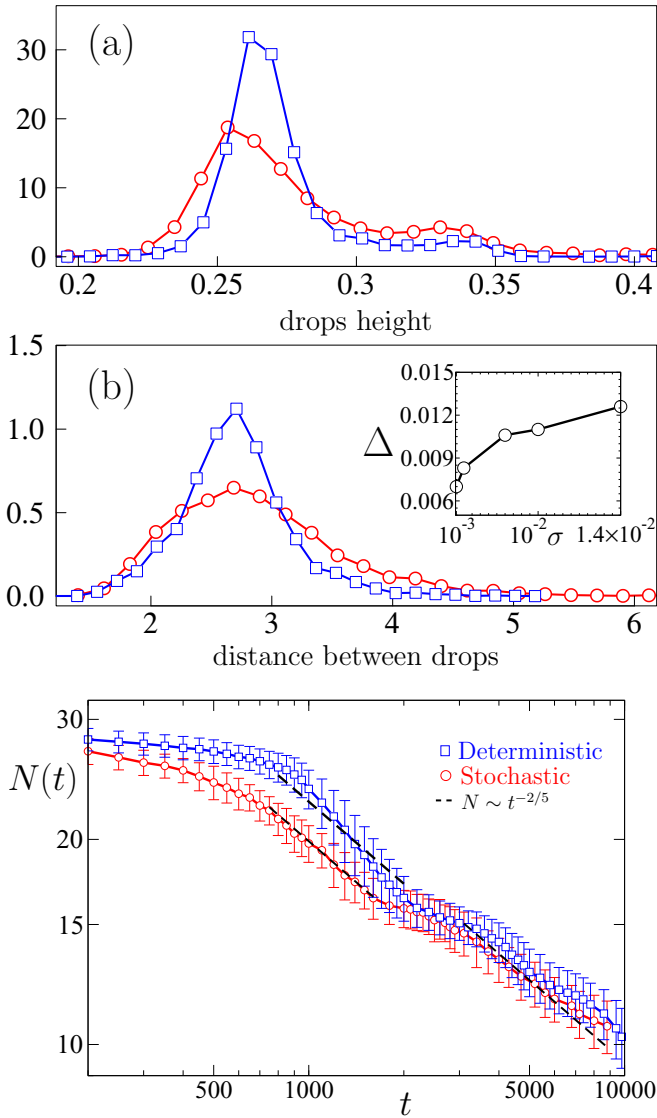 (a)
30
20
10
0
0.2 0.25 0.3 0.35 0.4
drops height
(b)
1.5
1.0
0.5
0.0
2 3 4 5 6
distance between drops
Δ
0.015
0.012
0.009
0.006
10⁻³ 10⁻² σ 1.4×10⁻²
N(t)
30
20
15
10
Deterministic
Stochastic
N ∼ t⁻²/⁵
500 1000 5000 10000
t